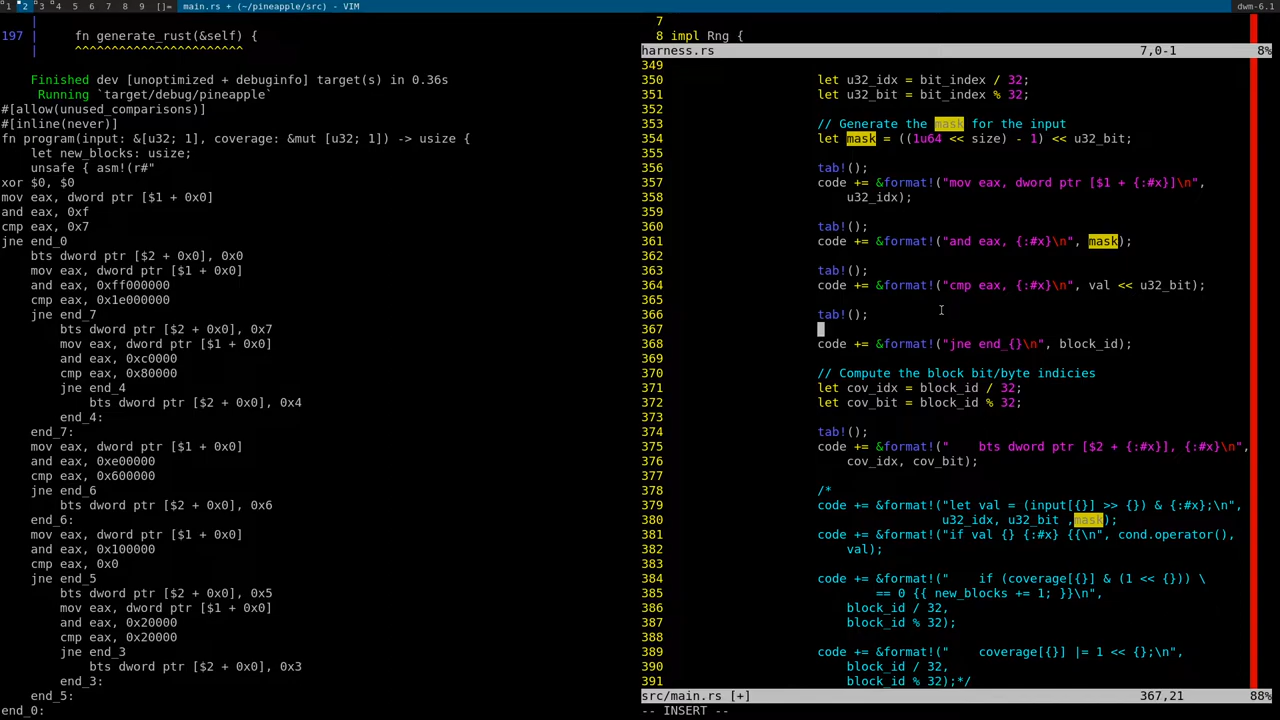 1 2 3 4 5 6 7 8 9 []= main.rs + (~/pineapple/src) - VIM dwm-6.1
|
197 |     fn generate_rust(&self) {
|     ^^^^^^^^^^^^^^^^^^^^^^^
Finished dev [unoptimized + debuginfo] target(s) in 0.36s
Running `target/debug/pineapple`
#[allow(unused_comparisons)]
#[inline(never)]
fn program(input: &[u32; 1], coverage: &mut [u32; 1]) -> usize {
    let new_blocks: usize;
    unsafe { asm!(r#"
xor $0, $0
mov eax, dword ptr [$1 + 0x0]
and eax, 0xf
cmp eax, 0x7
jne end_0
    bts dword ptr [$2 + 0x0], 0x0
    mov eax, dword ptr [$1 + 0x0]
    and eax, 0xff000000
    cmp eax, 0x1e000000
    jne end_7
        bts dword ptr [$2 + 0x0], 0x7
        mov eax, dword ptr [$1 + 0x0]
        and eax, 0xc0000
        cmp eax, 0x80000
        jne end_4
            bts dword ptr [$2 + 0x0], 0x4
        end_4:
    end_7:
    mov eax, dword ptr [$1 + 0x0]
    and eax, 0xe00000
    cmp eax, 0x600000
    jne end_6
        bts dword ptr [$2 + 0x0], 0x6
    end_6:
    mov eax, dword ptr [$1 + 0x0]
    and eax, 0x100000
    cmp eax, 0x0
    jne end_5
        bts dword ptr [$2 + 0x0], 0x5
        mov eax, dword ptr [$1 + 0x0]
        and eax, 0x20000
        cmp eax, 0x20000
        jne end_3
            bts dword ptr [$2 + 0x0], 0x3
        end_3:
    end_5:
end_0:
7
8 impl Rng {
harness.rs 7,0-1 8%
349
350 let u32_idx = bit_index / 32;
351 let u32_bit = bit_index % 32;
352
353 // Generate the mask for the input
354 let mask = ((1u64 << size) - 1) << u32_bit;
355
356 tab!();
357 code += &format!("mov eax, dword ptr [$1 + {:#x}]\n",
358     u32_idx);
359
360 tab!();
361 code += &format!("and eax, {:#x}\n", mask);
362
363 tab!();
364 code += &format!("cmp eax, {:#x}\n", val << u32_bit);
365
366 tab!();
367
368 code += &format!("jne end_{}\n", block_id);
369
370 // Compute the block bit/byte indicies
371 let cov_idx = block_id / 32;
372 let cov_bit = block_id % 32;
373
374 tab!();
375 code += &format!("    bts dword ptr [$2 + {:#x}], {:#x}\n",
376     cov_idx, cov_bit);
377
378 /*
379 code += &format!("let val = (input[{}] >> {}) & {:#x};\n",
380                  u32_idx, u32_bit ,mask);
381 code += &format!("if val {} {:#x} {{\n", cond.operator(),
382     val);
383
384 code += &format!("    if (coverage[{}] & (1 << {})) \
385         == 0 {{ new_blocks += 1; }}\n",
386     block_id / 32,
387     block_id % 32);
388
389 code += &format!("    coverage[{}] |= 1 << {};\n",
390     block_id / 32,
391     block_id % 32);*/
src/main.rs [+] 367,21 88%
-- INSERT --